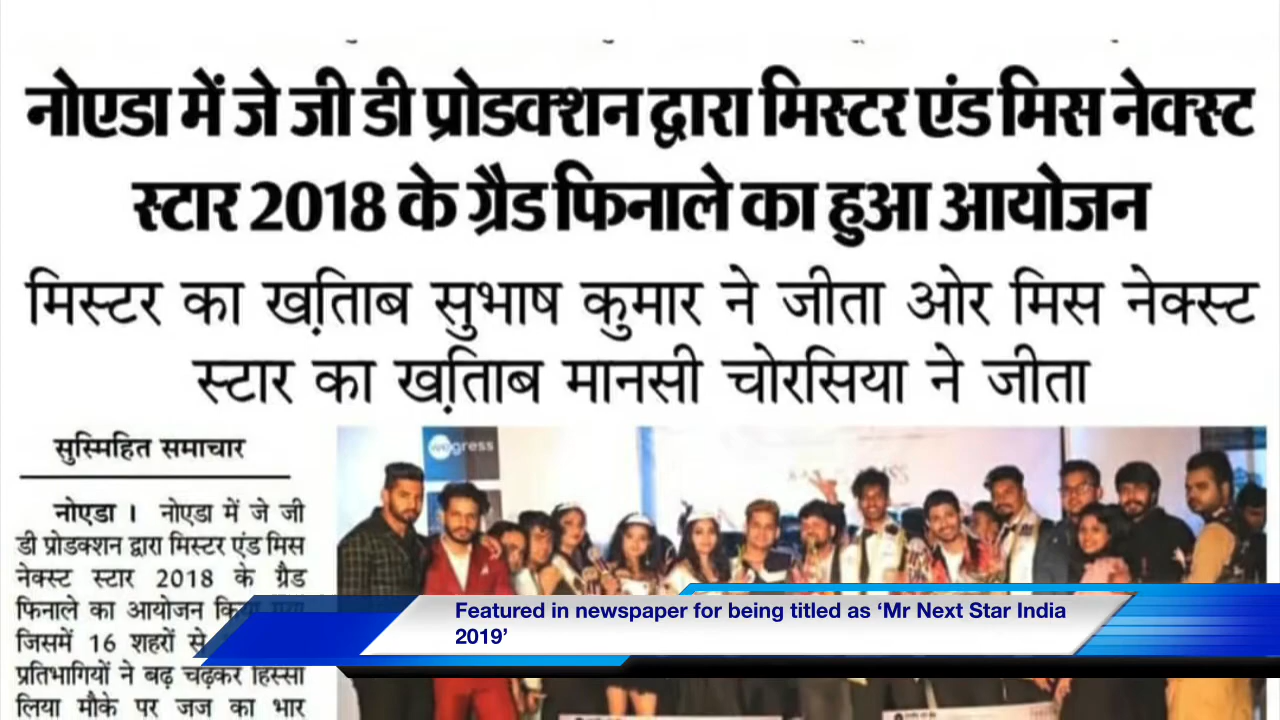 नोएडा में जे जी डी प्रोडक्शन द्वारा मिस्टर एंड मिस नेक्स्ट
स्टार 2018 के ग्रैड फिनाले का हुआ आयोजन
मिस्टर का ख़िताब सुभाष कुमार ने जीता ओर मिस नेक्स्ट
स्टार का ख़िताब मानसी चोरसिया ने जीता
सुस्मिहित समाचार
नोएडा । नोएडा में जे जी
डी प्रोडक्शन द्वारा मिस्टर एंड मिस
नेक्स्ट स्टार 2018 के ग्रैड
फिनाले का आयोजन किया गया
जिसमें 16 शहरों से
प्रतिभागियों ने बढ़ चढ़कर हिस्सा
लिया मौके पर जज का भार
gress
Featured in newspaper for being titled as ‘Mr Next Star India
2019’